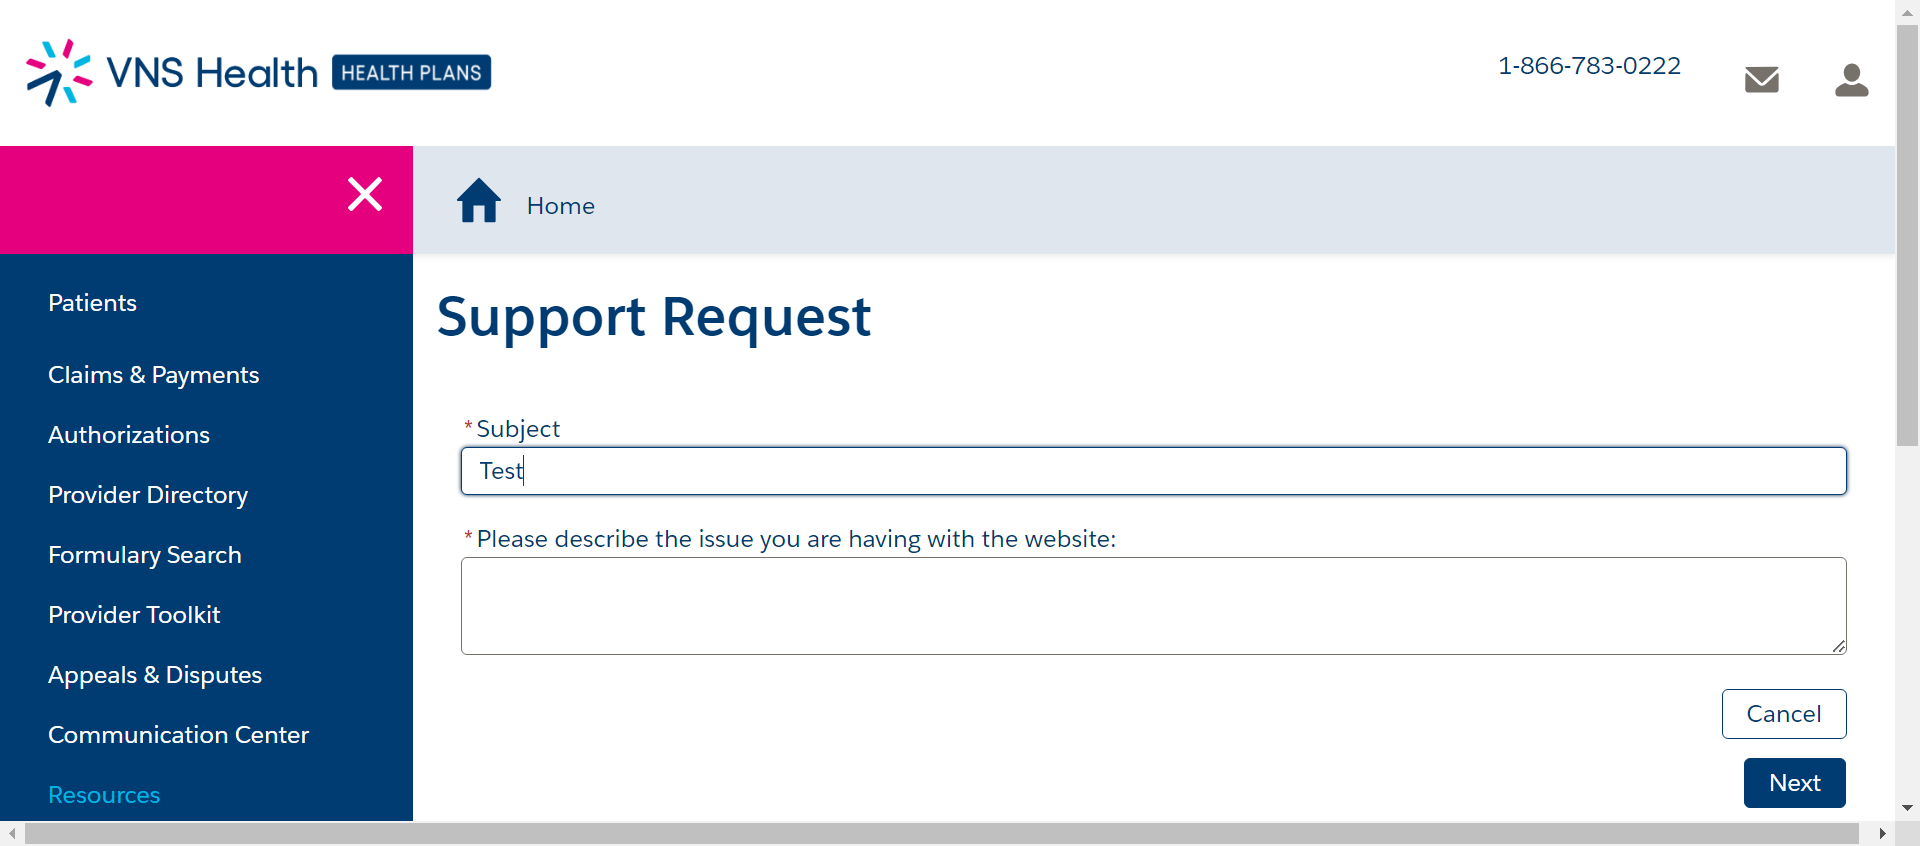 VNS Health HEALTH PLANS
1-866-783-0222
Home
Patients
Claims & Payments
Authorizations
Provider Directory
Formulary Search
Provider Toolkit
Appeals & Disputes
Communication Center
Resources
Support Request
*Subject
Test
*Please describe the issue you are having with the website:
Cancel
Next